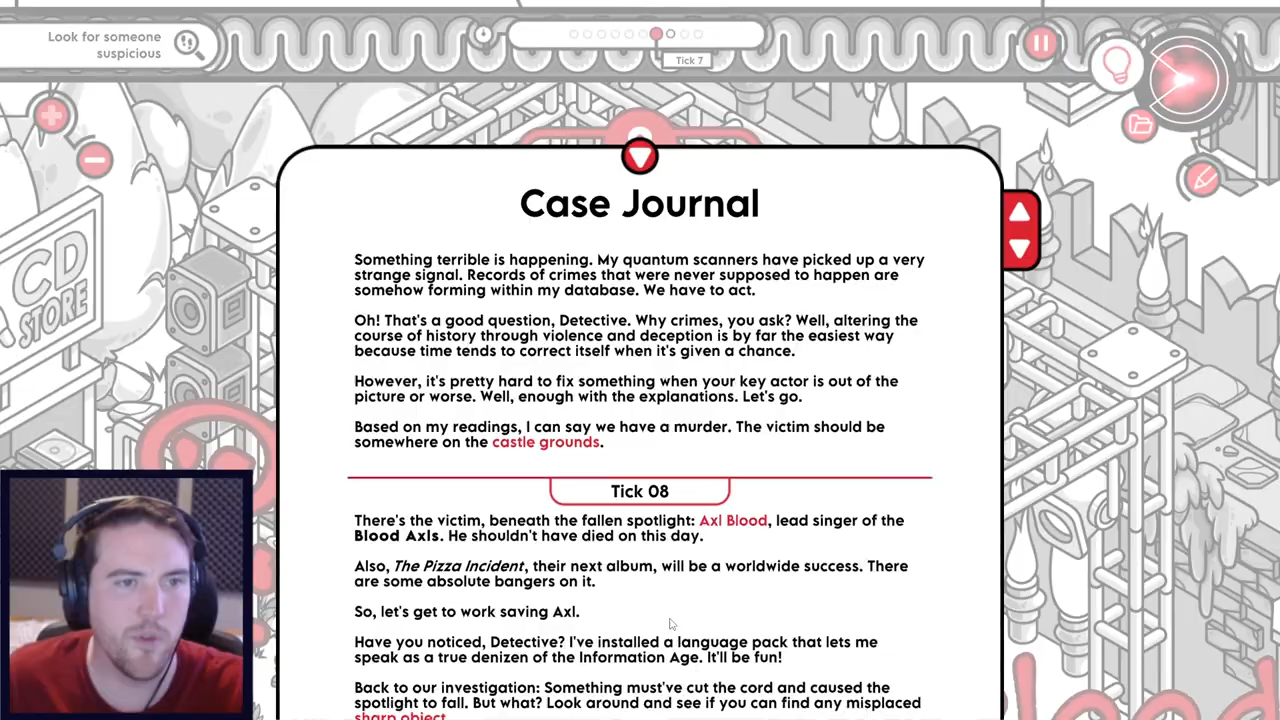 Look for someone
suspicious
Tick 7
CD
STORE
Case Journal
Something terrible is happening. My quantum scanners have picked up a very
strange signal. Records of crimes that were never supposed to happen are
somehow forming within my database. We have to act.
Oh! That's a good question, Detective. Why crimes, you ask? Well, altering the
course of history through violence and deception is by far the easiest way
because time tends to correct itself when it's given a chance.
However, it's pretty hard to fix something when your key actor is out of the
picture or worse. Well, enough with the explanations. Let's go.
Based on my readings, I can say we have a murder. The victim should be
somewhere on the castle grounds.
Tick 08
There's the victim, beneath the fallen spotlight: Axl Blood, lead singer of the
Blood Axls. He shouldn't have died on this day.
Also, The Pizza Incident, their next album, will be a worldwide success. There
are some absolute bangers on it.
So, let's get to work saving Axl.
Have you noticed, Detective? I've installed a language pack that lets me
speak as a true denizen of the Information Age. It'll be fun!
Back to our investigation: Something must've cut the cord and caused the
spotlight to fall. But what? Look around and see if you can find any misplaced
sharp object